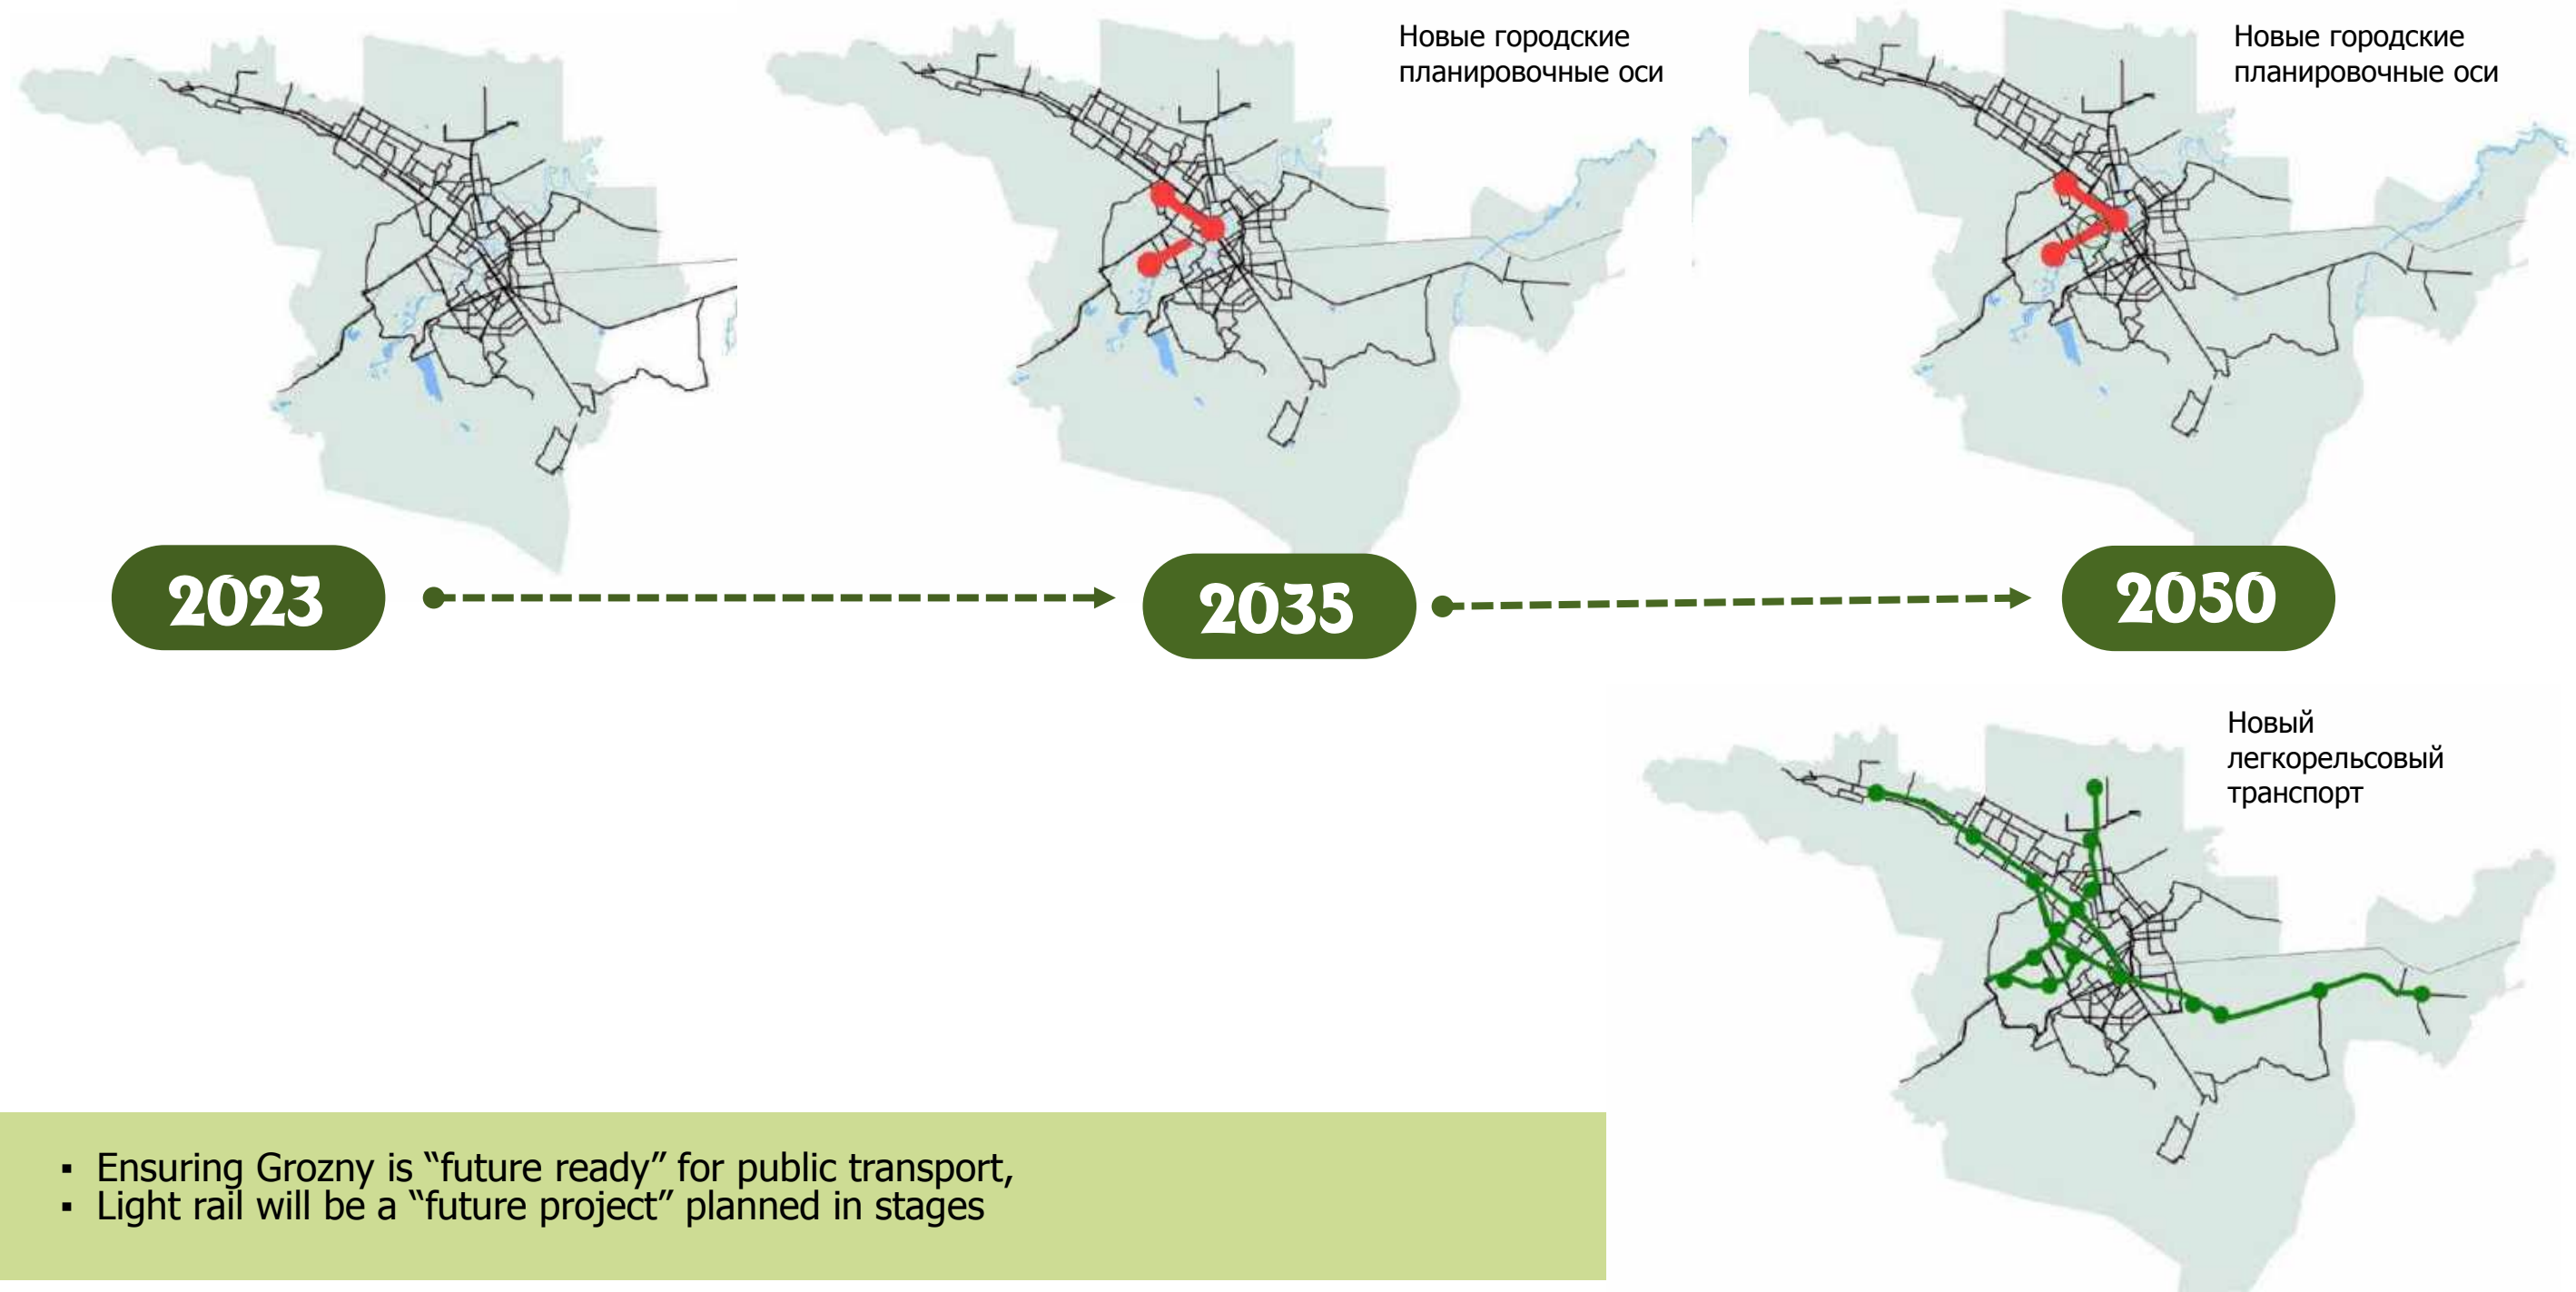 Новые городские
планировочные оси
Новые городские
планировочные оси
2023
2035
2050
Новый
легкорельсовый
транспорт
▪ Ensuring Grozny is “future ready” for public transport,
▪ Light rail will be a “future project” planned in stages